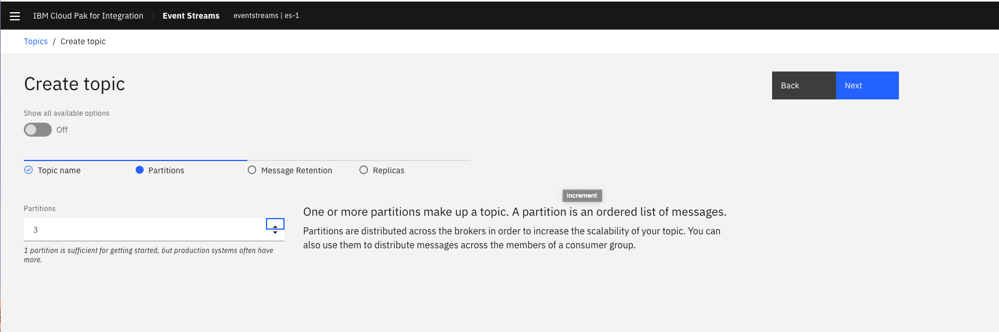 IBM Cloud Pak for Integration | Event Streams eventstreams | es-1
Topics / Create topic
Create topic
Back
Next
Show all available options
Off
Topic name
Partitions
Message Retention
Replicas
Partitions
3
1 partition is sufficient for getting started, but production systems often have
more.
Increment
One or more partitions make up a topic. A partition is an ordered list of messages.
Partitions are distributed across the brokers in order to increase the scalability of your topic. You can
also use them to distribute messages across the members of a consumer group.